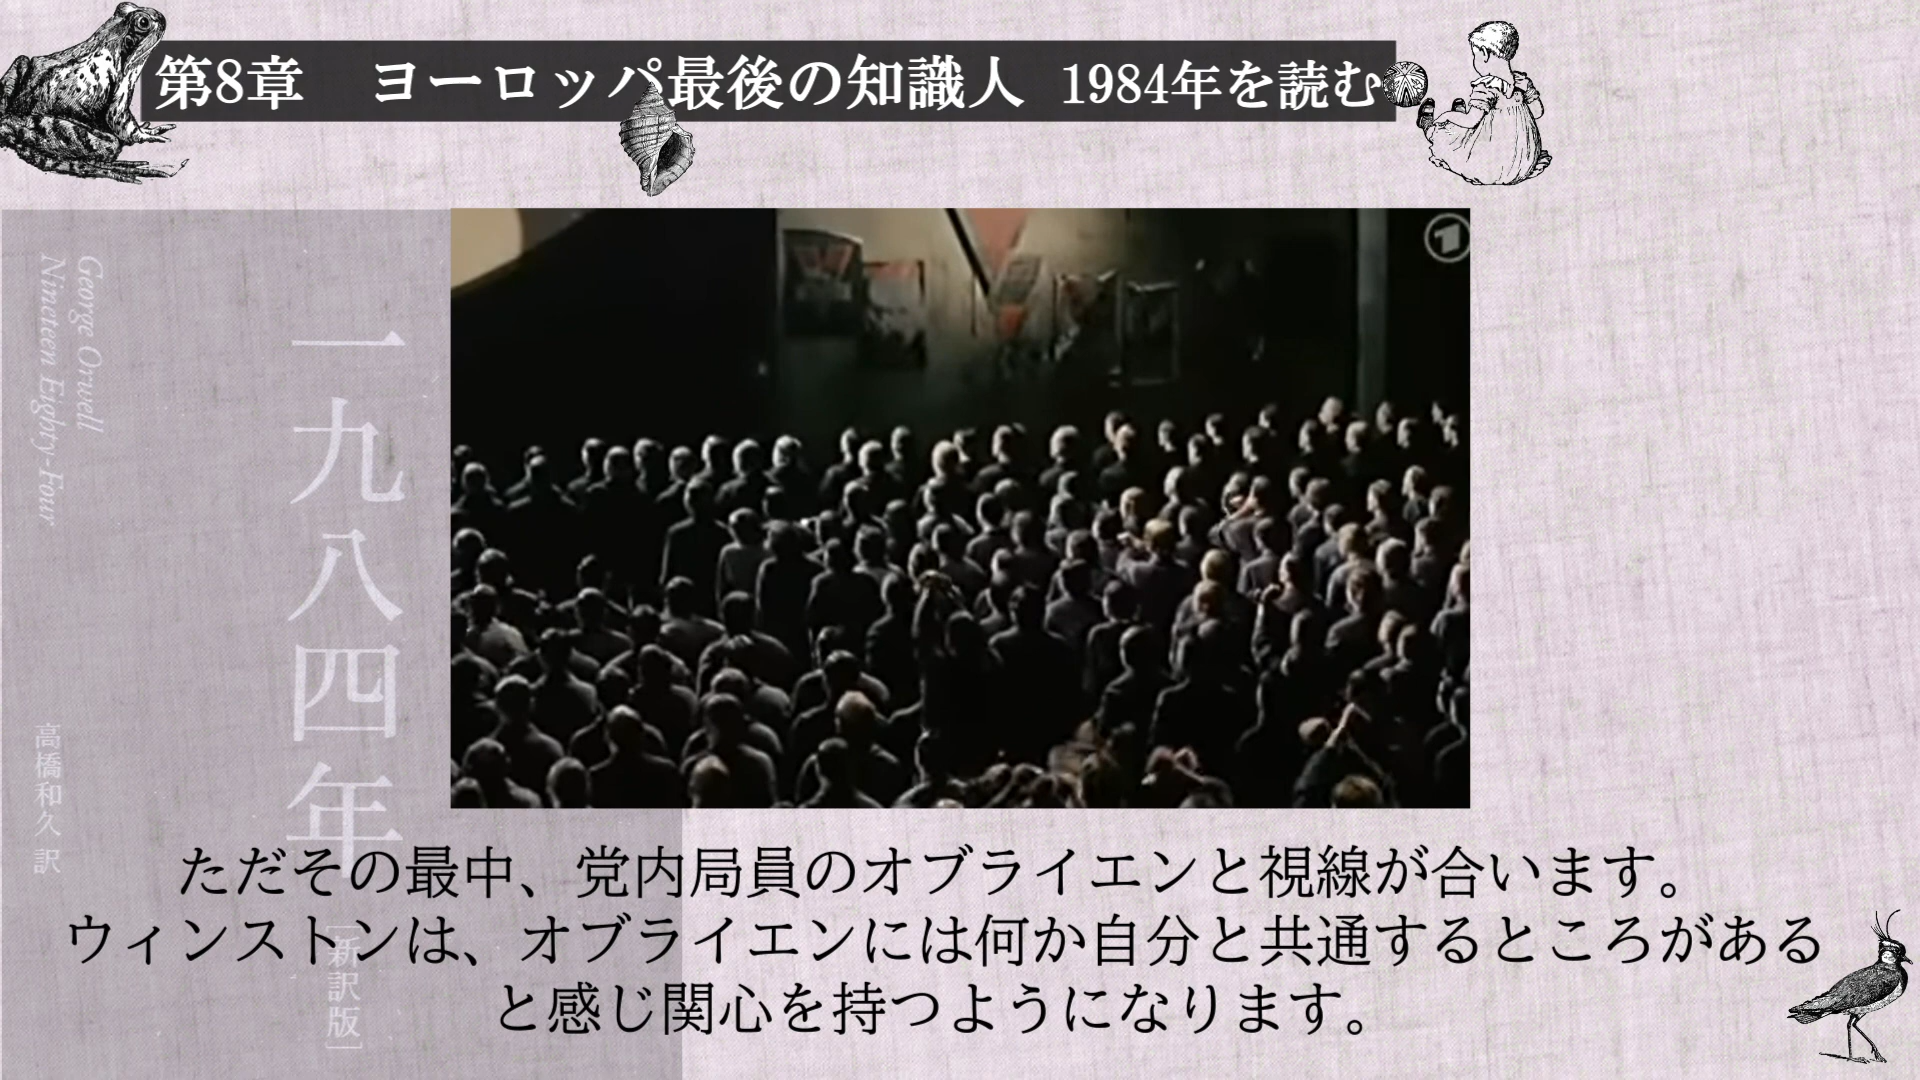 第8章　ヨーロッパ最後の知識人 1984年を読む
George Orwell
Nineteen Eighty-Four
一九八四年
［新訳版］
高橋和久 訳
1
ただその最中、党内局員のオブライエンと視線が合います。
ウィンストンは、オブライエンには何か自分と共通するところがある
と感じ関心を持つようになります。